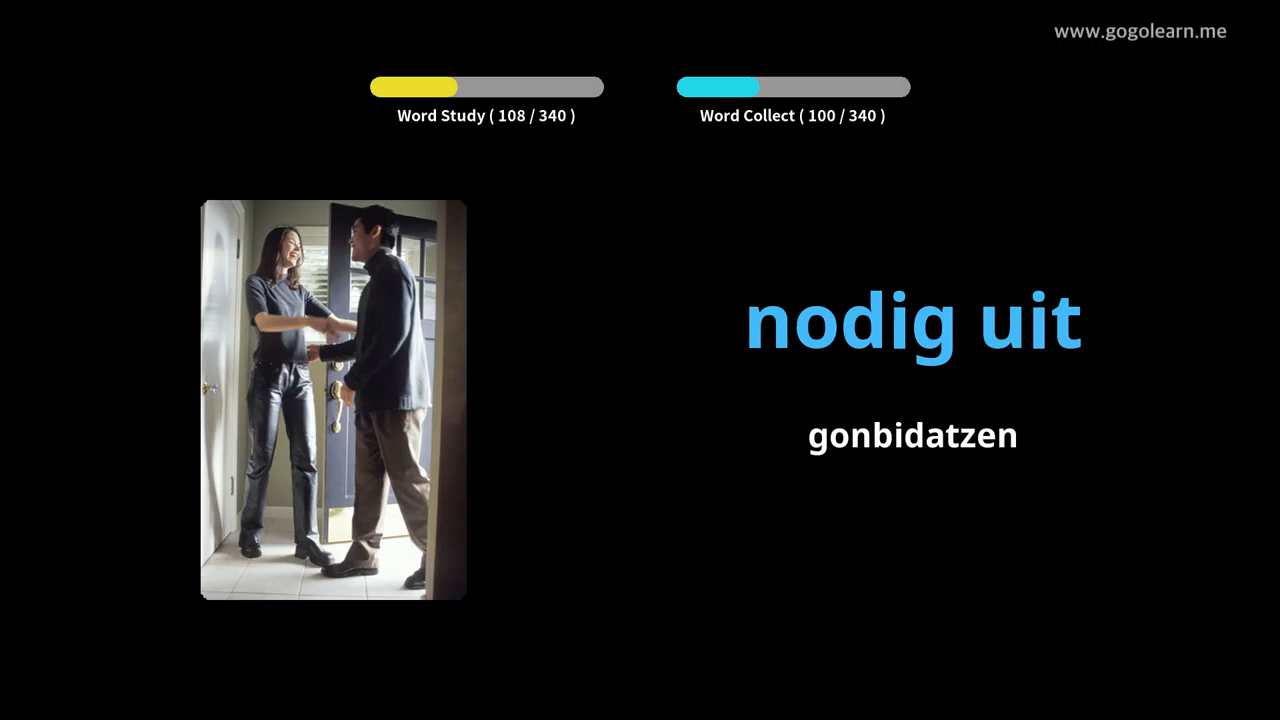 www.gogolearn.me
Word Study ( 108 / 340 )
Word Collect ( 100 / 340 )
nodig uit
gonbidatzen